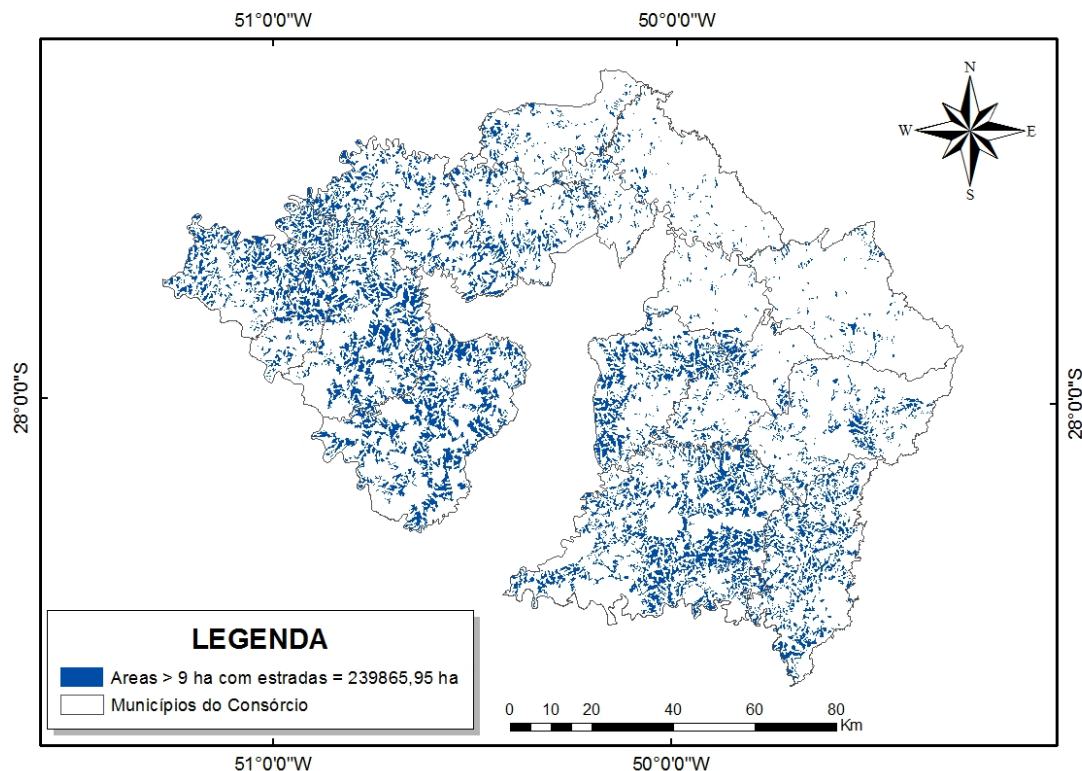 51°0'0"W 50°0'0"W
N
W E
S
28°0'0"S 28°0'0"S
LEGENDA
Areas > 9 ha com estradas = 239865,95 ha
Municípios do Consórcio
0 10 20 40 60 80
Km
51°0'0"W 50°0'0"W